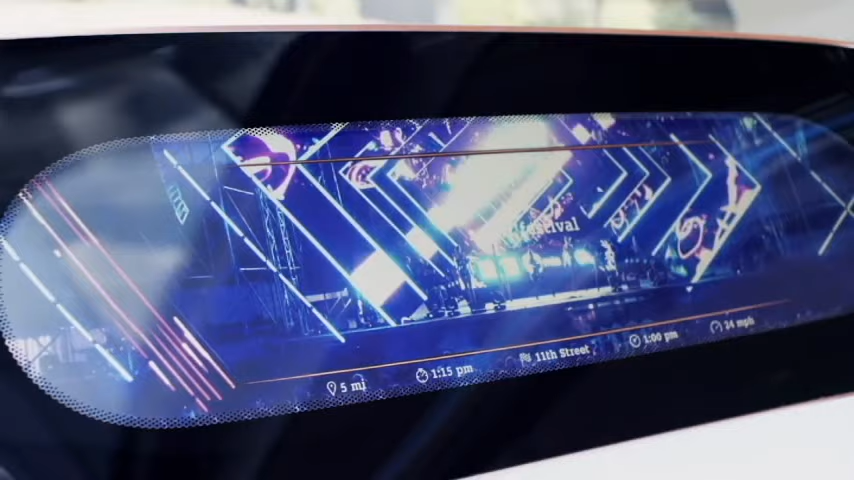 festival
5 mi
1:15 pm
11th Street
1:00 pm
34 mph